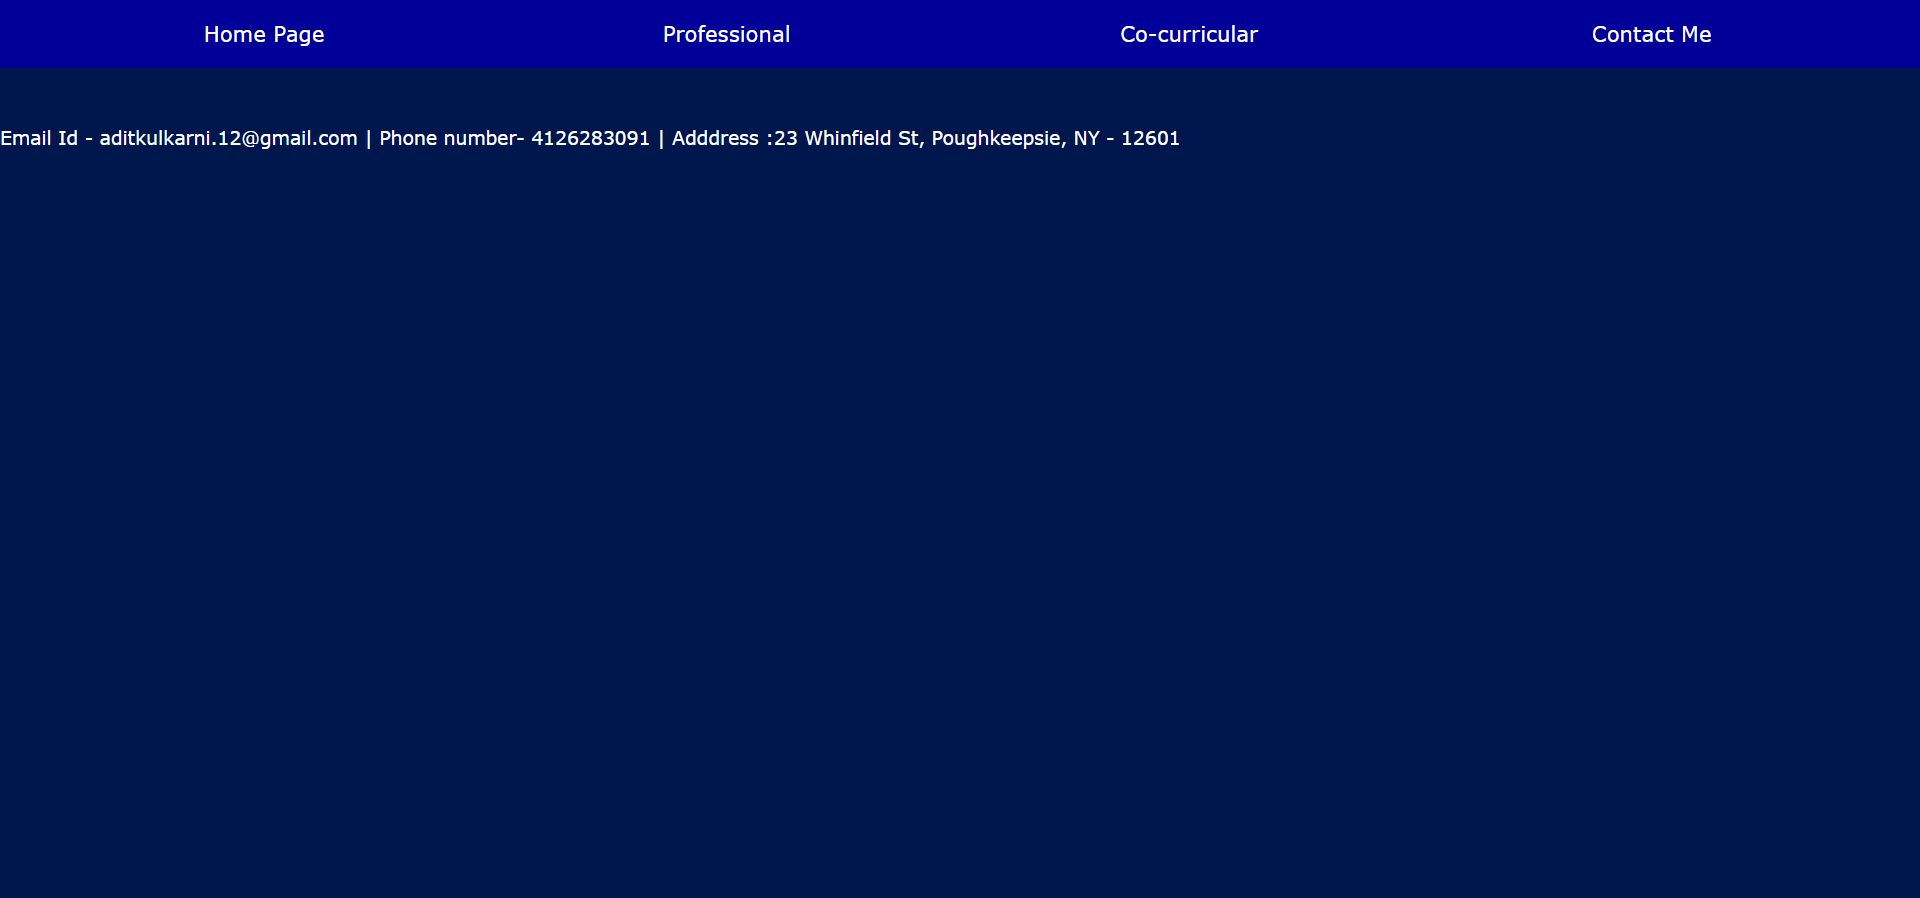 Home Page Professional Co-curricular Contact Me
Email Id - aditkulkarni.12@gmail.com | Phone number- 4126283091 | Adddress :23 Whinfield St, Poughkeepsie, NY - 12601